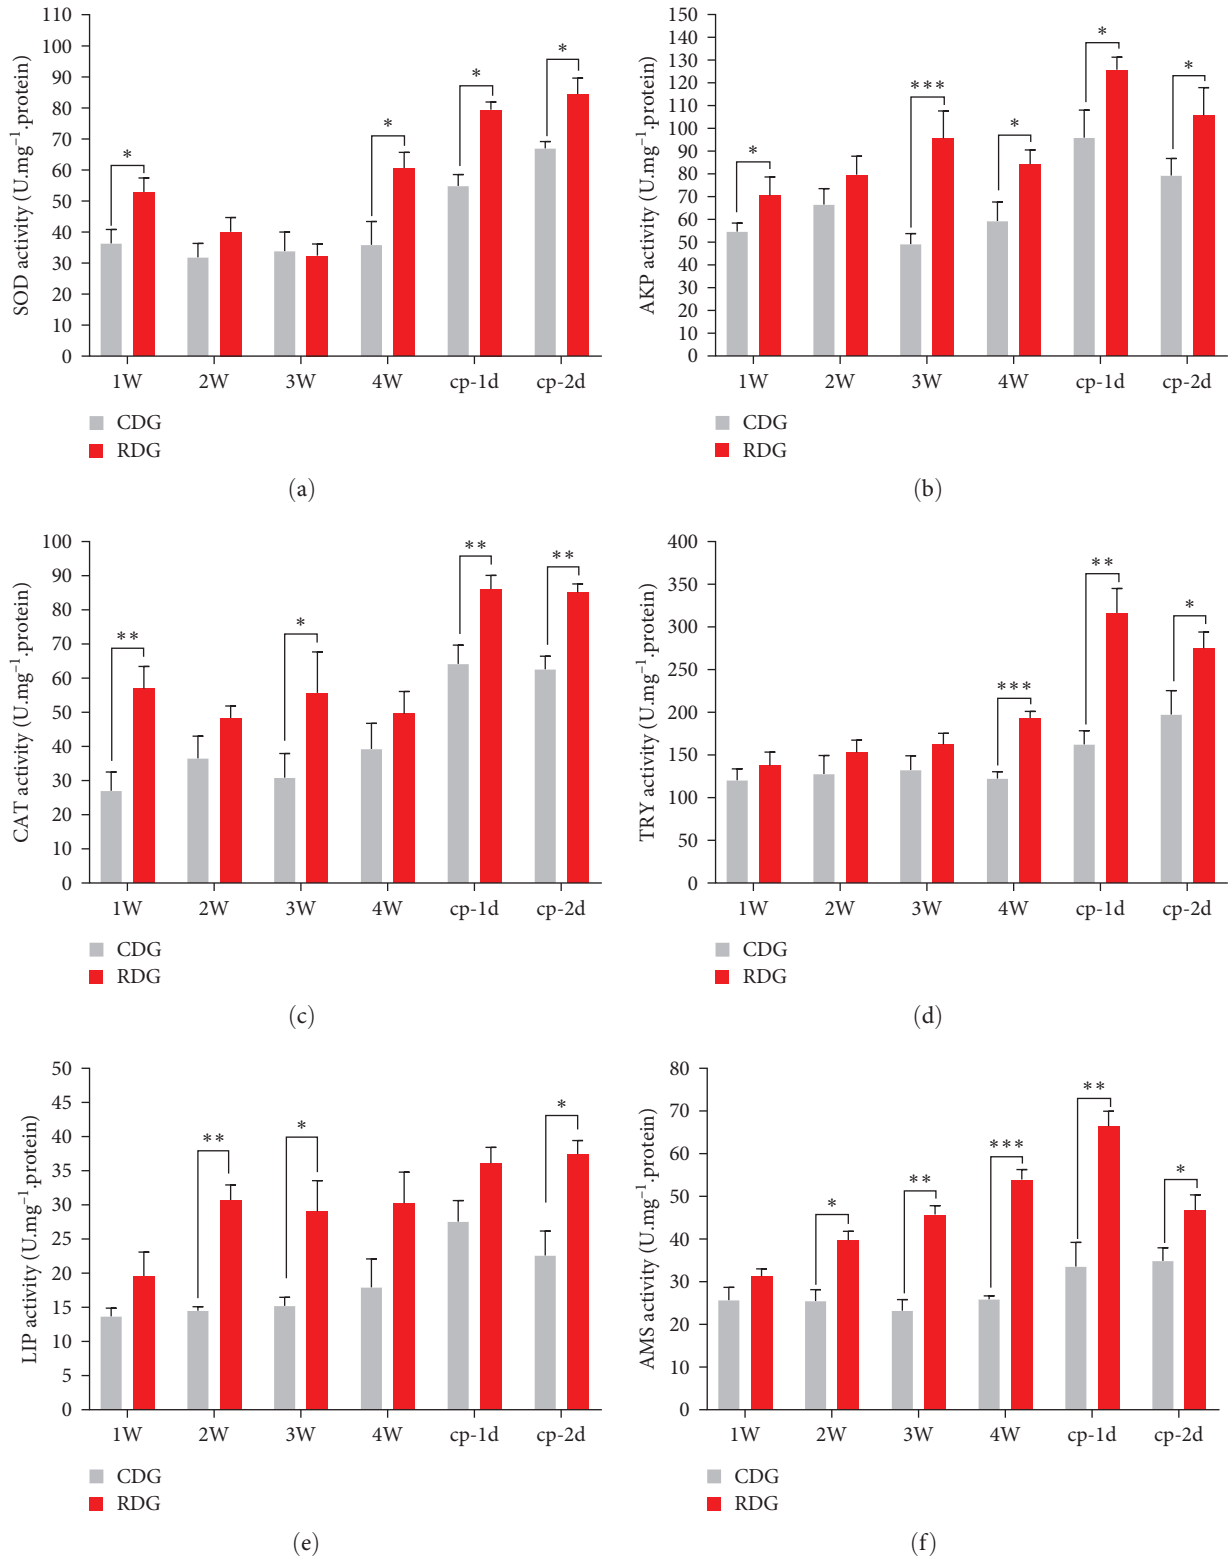 110
100
90
80
70
60
50
40
30
20
10
0
SOD activity (U.mg⁻¹.protein)
* * * *
1W 2W 3W 4W cp-1d cp-2d
CDG
RDG
(a)
150
140
130
120
110
100
90
80
70
60
50
40
30
20
10
0
AKP activity (U.mg⁻¹.protein)
* *** * * *
1W 2W 3W 4W cp-1d cp-2d
CDG
RDG
(b)
100
90
80
70
60
50
40
30
20
10
0
CAT activity (U.mg⁻¹.protein)
** * ** **
1W 2W 3W 4W cp-1d cp-2d
CDG
RDG
(c)
400
350
300
250
200
150
100
50
0
TRY activity (U.mg⁻¹.protein)
*** ** *
1W 2W 3W 4W cp-1d cp-2d
CDG
RDG
(d)
50
45
40
35
30
25
20
15
10
5
0
LIP activity (U.mg⁻¹.protein)
** * *
1W 2W 3W 4W cp-1d cp-2d
CDG
RDG
(e)
80
70
60
50
40
30
20
10
0
AMS activity (U.mg⁻¹.protein)
* ** *** ** *
1W 2W 3W 4W cp-1d cp-2d
CDG
RDG
(f)